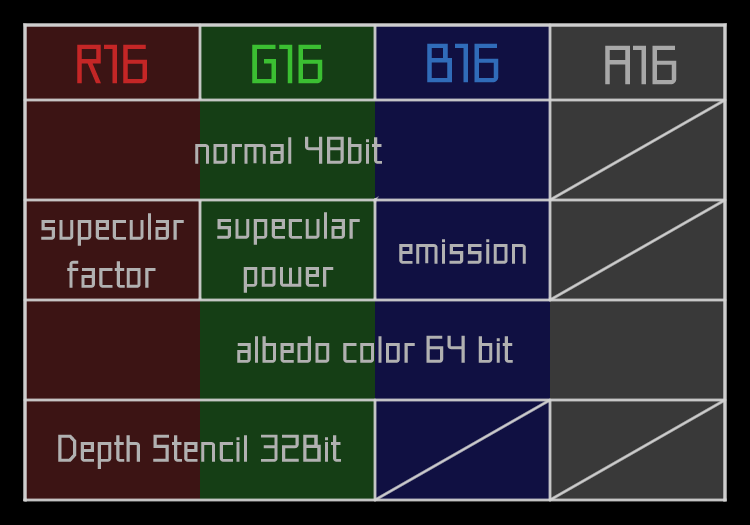 R16 G16 B16 A16
normal 48bit
supecular factor
supecular power
emission
albedo color 64 bit
Depth Stencil 32Bit